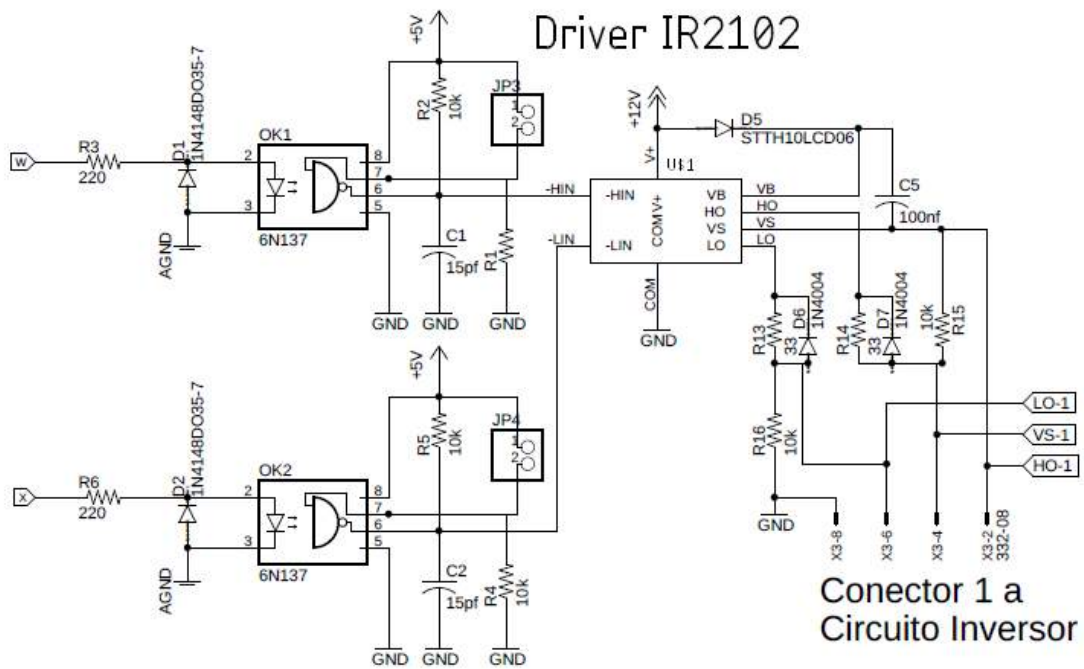 Driver IR2102
+5V
R2
10k
JP3
1
2
W
R3
220
D1
1N4148DO35-7
OK1
2
3
8
7
6
5
6N137
AGND
C1
15pf
R1
GND
GND
GND
+12V
D5
STTH10LCD06
V+
U$1
-HIN
-HIN
-LIN
-LIN
COM
V+
VB
HO
VS
LO
VB
HO
VS
LO
COM
GND
C5
100nf
R13
33
D6
1N4004
R14
33
D7
1N4004
10k
R15
R16
10k
GND
LO-1
VS-1
HO-1
X3-8
X3-6
X3-4
X3-2
332-08
+5V
R5
10k
JP4
1
2
X
R6
220
D2
1N4148DO35-7
OK2
2
3
8
7
6
5
6N137
AGND
C2
15pf
R4
10k
GND
GND
GND
Conector 1 a
Circuito Inversor